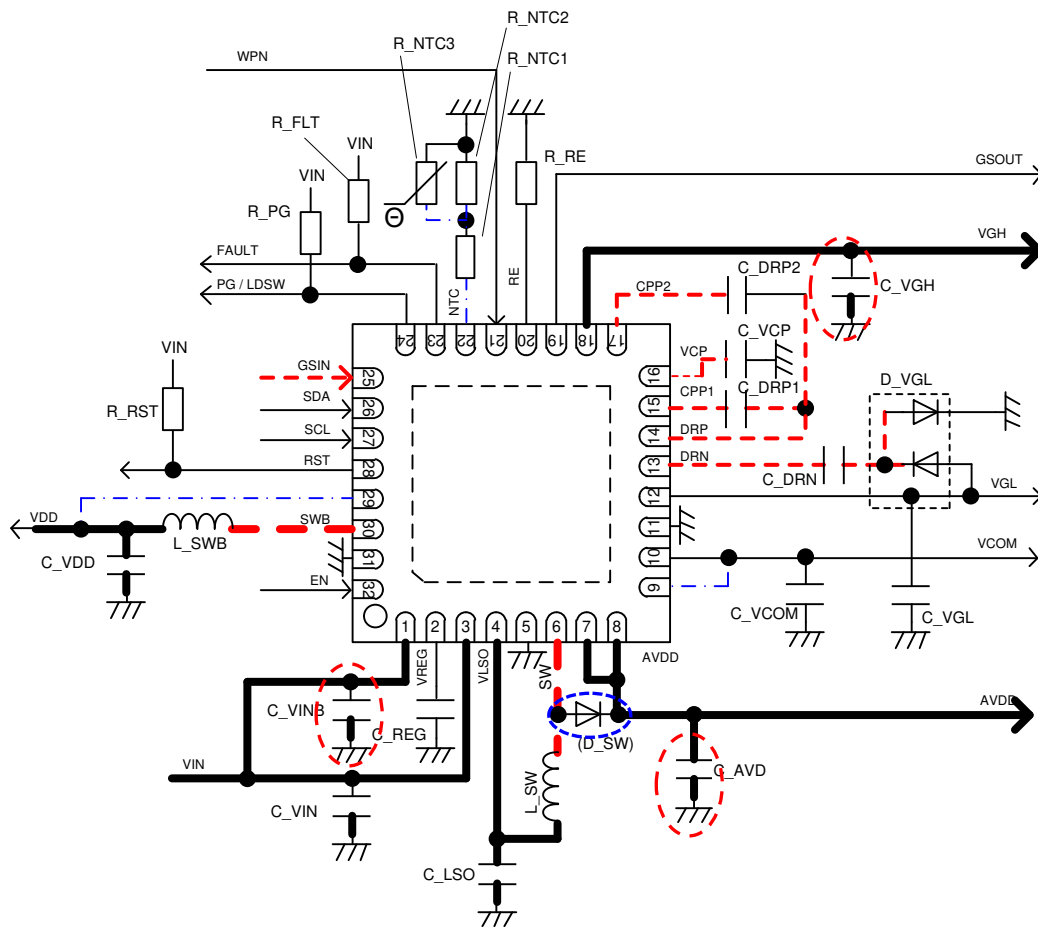 R_NTC2
R_NTC3
R_NTC1
WPN
R_FLT
VIN
VIN
R_PG
R_RE
GSOUT
Θ
FAULT
PG / LDSW
NTC
RE
VGH
C_DRP2
CPP2
C_VGH
24
23
22
21
20
19
18
17
VIN
GSIN
25
VCP
C_VCP
16
R_RST
SDA
26
CPP1
C_DRP1
15
D_VGL
SCL
27
DRP
14
RST
28
DRN
13
C_DRN
29
12
VGL
VDD
SWB
30
L_SWB
11
C_VDD
31
10
VCOM
EN
32
9
C_VCOM
C_VGL
1
2
3
4
5
6
7
8
AVDD
VREG
VLSO
SW
C_VINB
C_REG
(D_SW)
AVDD
VIN
C_AVD
L_SW
C_VIN
C_LSO